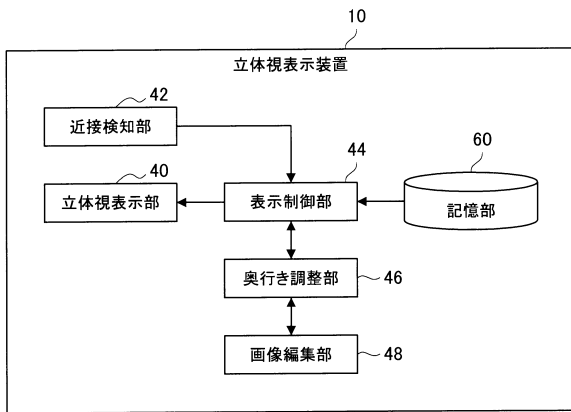 10
立体視表示装置
42
近接検知部
44
60
40
立体視表示部
表示制御部
記憶部
奥行き調整部
46
画像編集部
48